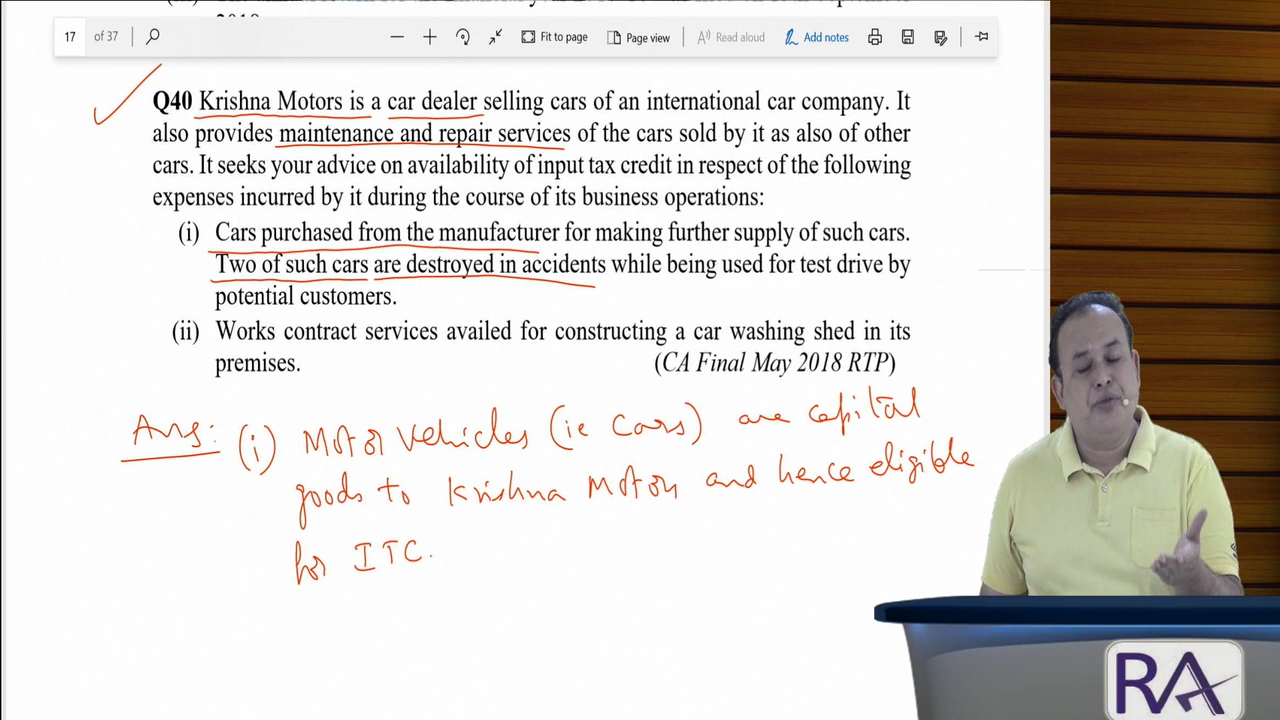 17 of 37 Fit to page Page view Read aloud Add notes
Q40 Krishna Motors is a car dealer selling cars of an international car company. It
also provides maintenance and repair services of the cars sold by it as also of other
cars. It seeks your advice on availability of input tax credit in respect of the following
expenses incurred by it during the course of its business operations:
(i) Cars purchased from the manufacturer for making further supply of such cars.
Two of such cars are destroyed in accidents while being used for test drive by
potential customers.
(ii) Works contract services availed for constructing a car washing shed in its
premises. (CA Final May 2018 RTP)
Ans: (i) Motor vehicles (ie cars) are capital
goods to Krishna Motors and hence eligible
for ITC.
RA